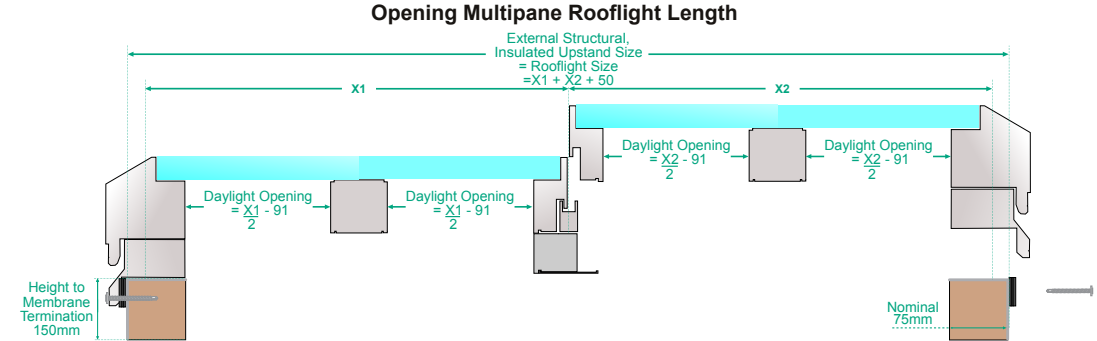 Opening Multipane Rooflight Length
External Structural,
Insulated Upstand Size
= Rooflight Size
=X1 + X2 + 50
X1
X2
Daylight Opening
= X2 - 91
2
Daylight Opening
= X2 - 91
2
Daylight Opening
= X1 - 91
2
Daylight Opening
= X1 - 91
2
Height to
Membrane
Termination
150mm
Nominal
75mm